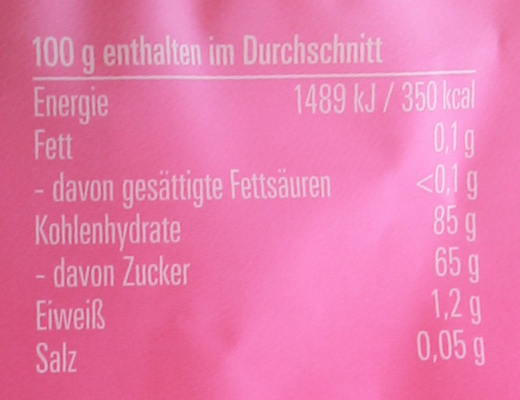 100 g enthalten im Durchschnitt
Energie 1489 kJ / 350 kcal
Fett 0,1 g
- davon gesättigte Fettsäuren <0,1 g
Kohlenhydrate 85 g
- davon Zucker 65 g
Eiweiß 1,2 g
Salz 0,05 g